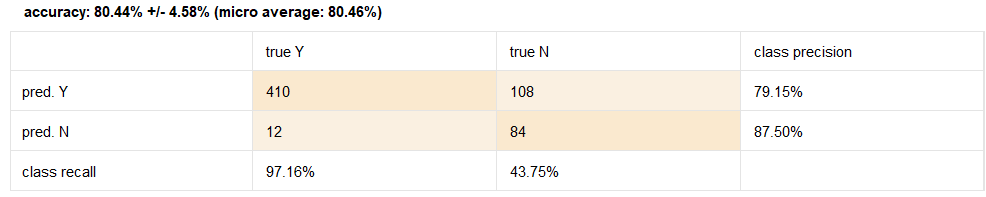 accuracy: 80.44% +/- 4.58% (micro average: 80.46%)
true Y true N class precision
pred. Y 410 108 79.15%
pred. N 12 84 87.50%
class recall 97.16% 43.75%